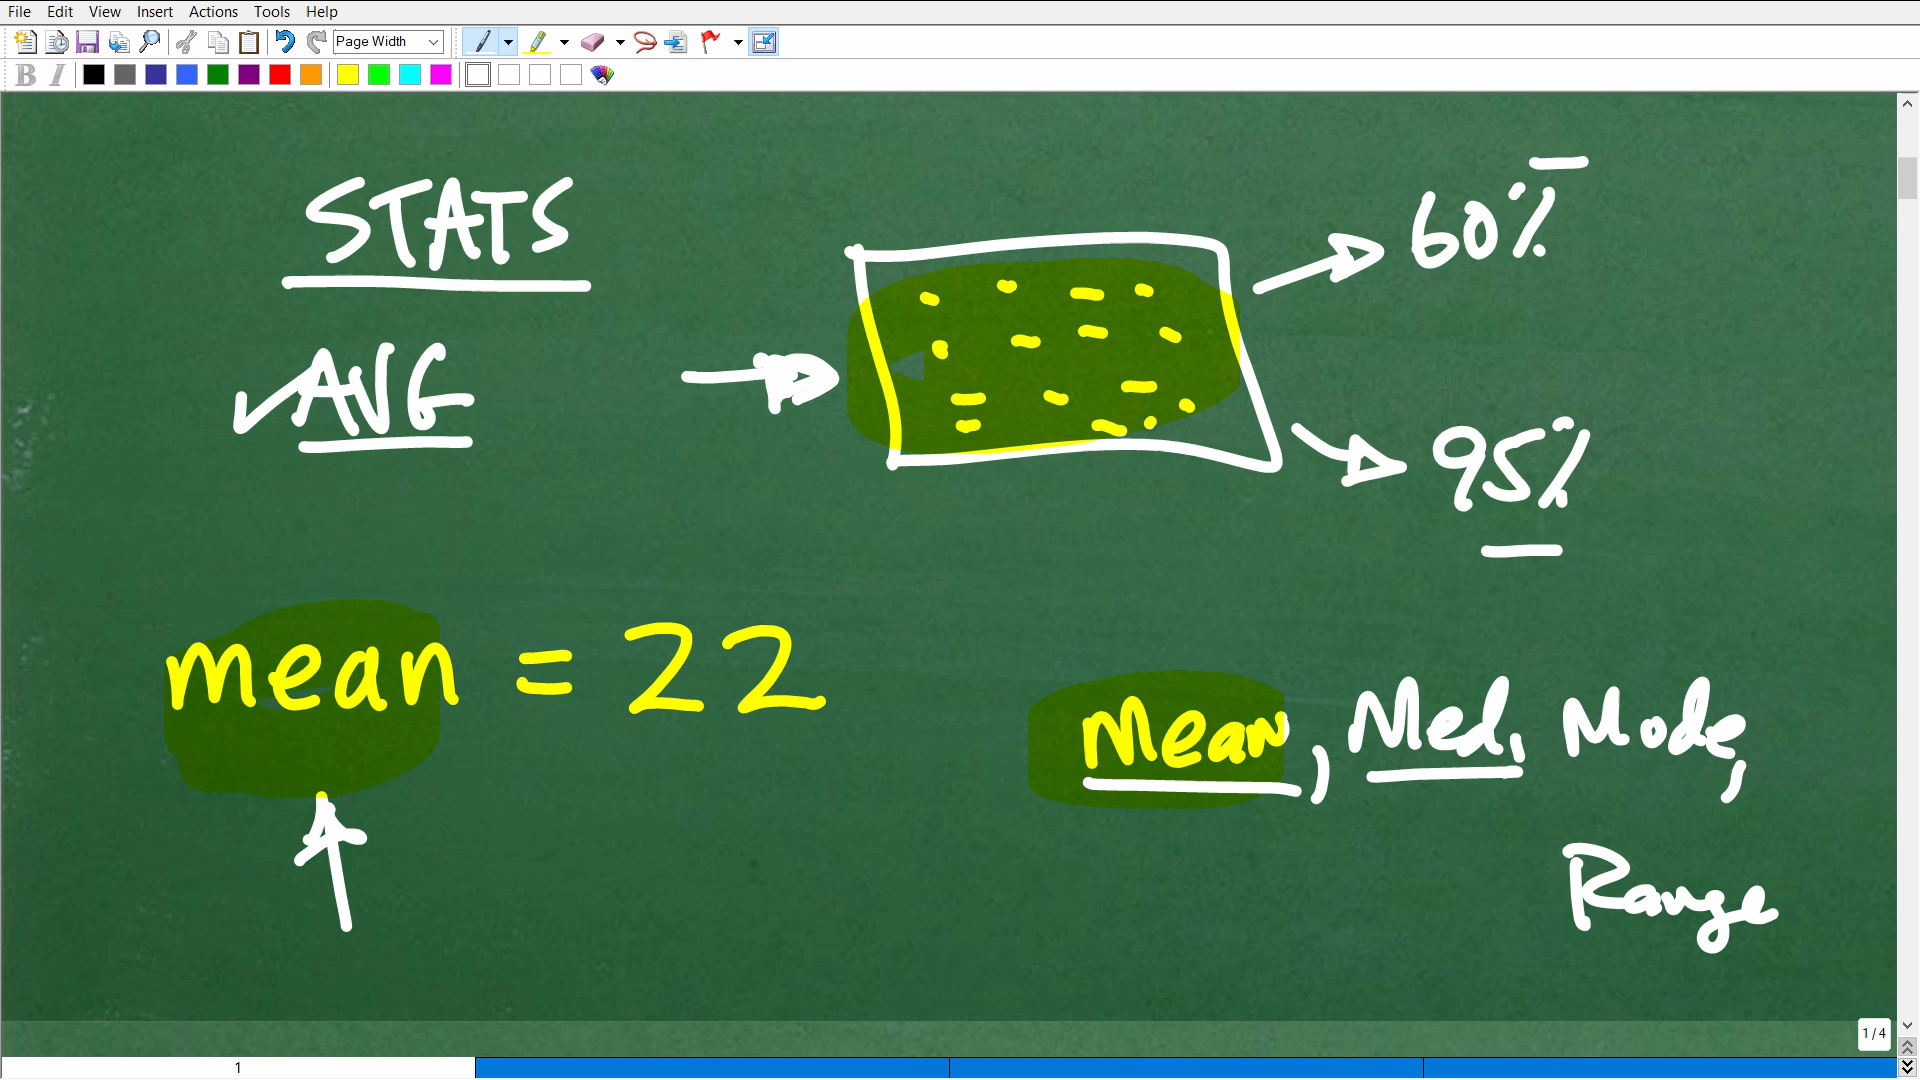 File Edit View Insert Actions Tools Help
Page Width
B I
STATS
60%
AVG
95%
mean = 22
Mean, Med, Mode,
Range
1 / 4
1